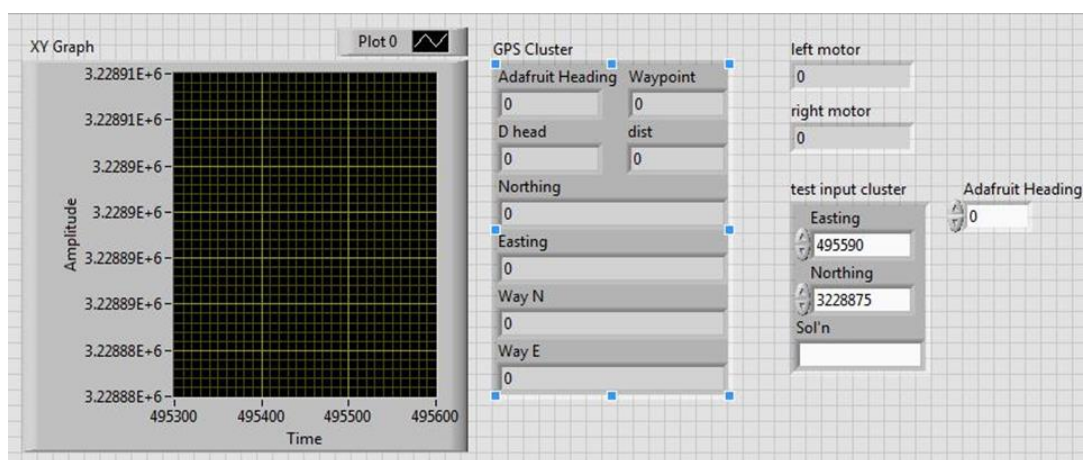 XY Graph
Plot 0
3.22891E+6
3.22891E+6
3.2289E+6
3.2289E+6
3.22889E+6
3.22889E+6
3.22888E+6
3.22888E+6
Amplitude
495300 495400 495500 495600
Time
GPS Cluster
Adafruit Heading Waypoint
0 0
D head dist
0 0
Northing
0
Easting
0
Way N
0
Way E
0
left motor
0
right motor
0
test input cluster
Easting
495590
Northing
3228875
Sol'n
Adafruit Heading
0